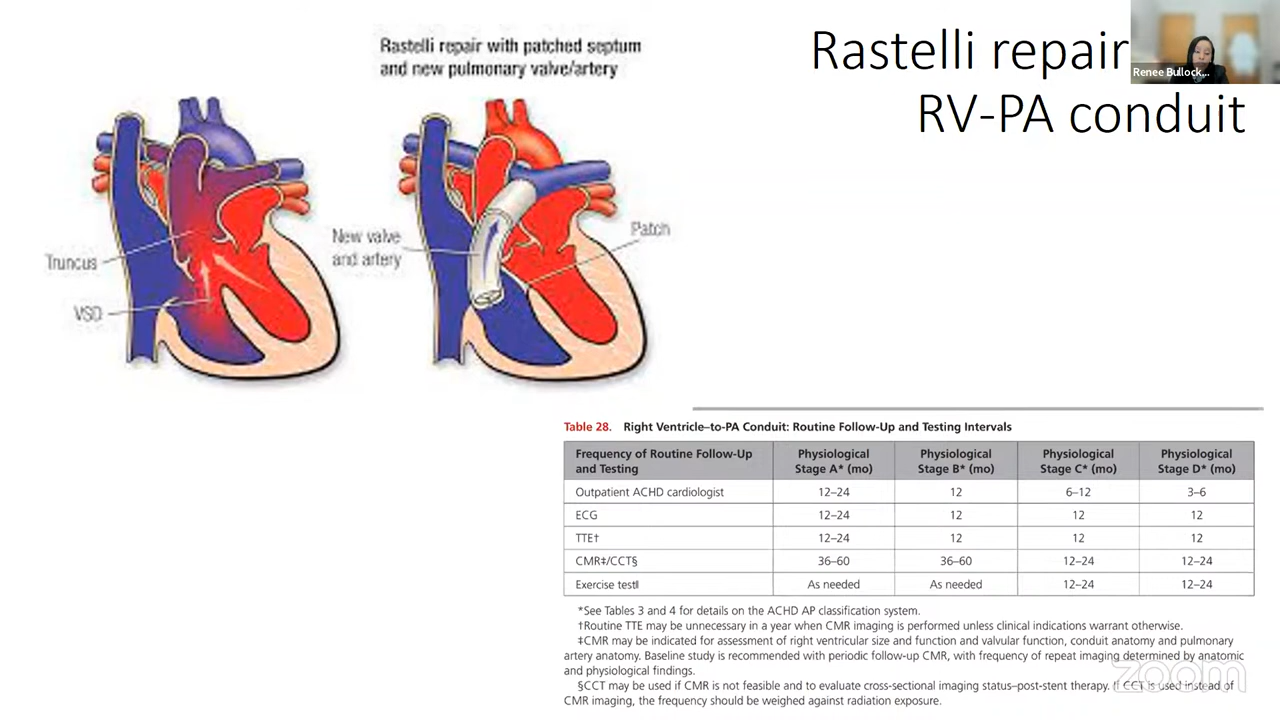 Rastelli repair with patched septum
and new pulmonary valve/artery
Rastelli repair
RV-PA conduit
Renee Bullock,...
Truncus
VSD
New valve
and artery
Patch
Table 28. Right Ventricle–to-PA Conduit: Routine Follow-Up and Testing Intervals
Frequency of Routine Follow-Up and Testing | Physiological Stage A* (mo) | Physiological Stage B* (mo) | Physiological Stage C* (mo) | Physiological Stage D* (mo)
Outpatient ACHD cardiologist 12–24 12 6–12 3–6
ECG 12–24 12 12 12
TTE† 12–24 12 12 12
CMR‡/CCT§ 36–60 36–60 12–24 12–24
Exercise test‖ As needed As needed 12–24 12–24
*See Tables 3 and 4 for details on the ACHD AP classification system.
†Routine TTE may be unnecessary in a year when CMR imaging is performed unless clinical indications warrant otherwise.
‡CMR may be indicated for assessment of right ventricular size and function and valvular function, conduit anatomy and pulmonary
artery anatomy. Baseline study is recommended with periodic follow-up CMR, with frequency of repeat imaging determined by anatomic
and physiological findings.
§CCT may be used if CMR is not feasible and to evaluate cross-sectional imaging status–post-stent therapy. If CCT is used instead of
CMR imaging, the frequency should be weighed against radiation exposure.
zoom